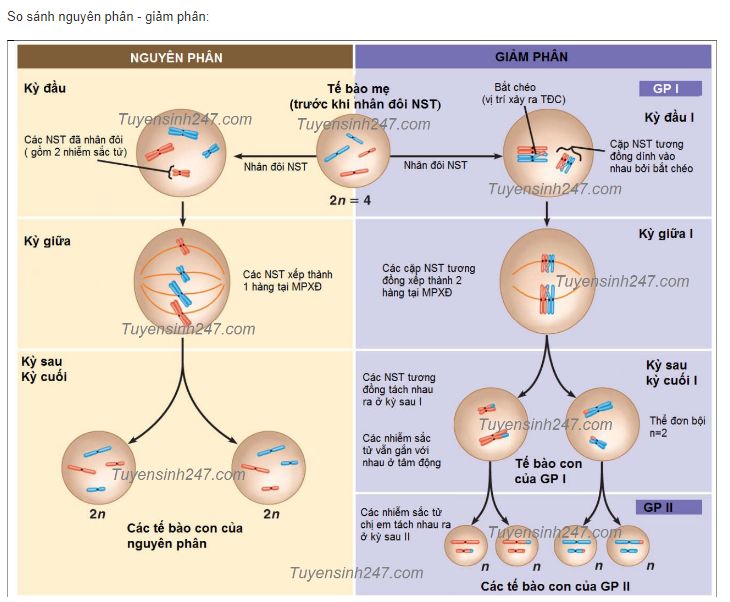 So sánh nguyên phân - giảm phân:
NGUYÊN PHÂN
GIẢM PHÂN
Kỳ đầu
Tế bào mẹ
(trước khi nhân đôi NST)
Bắt chéo
(vị trí xảy ra TĐC)
GP I
Kỳ đầu I
Tuyensinh247.com
Tuyensinh247.com
Các NST đã nhân đôi
( gồm 2 nhiễm sắc tử)
Nhân đôi NST
Nhân đôi NST
Cặp NST tương
đồng dính vào
nhau bởi bắt chéo
Tuyensinh247.com
2n = 4
Kỳ giữa
Kỳ giữa I
Các NST xếp thành
1 hàng tại MPXĐ
Các cặp NST tương
đồng xếp thành 2
hàng tại MPXĐ
Tuyensinh247.com
Tuyensinh247.com
Kỳ sau
Kỳ cuối
Kỳ sau
kỳ cuối I
Các NST tương
đồng tách nhau
ra ở kỳ sau I
Tuyensinh247.com
Thể đơn bội
n=2
Các nhiễm sắc
tử vẫn gắn với
nhau ở tâm động
Tế bào con
của GP I
Tuyensinh247.com
2n
2n
Các tế bào con của
nguyên phân
GP II
Các nhiễm sắc tử
chị em tách nhau ra
ở kỳ sau II
Tuyensinh247.com
n
n
n
n
Tuyensinh247.com
Các tế bào con của GP II